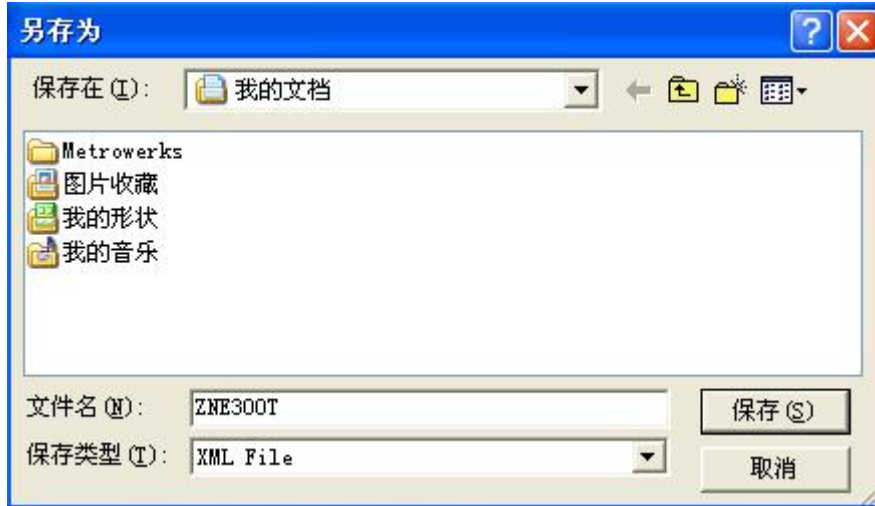 另存为
保存在(I): 我的文档
Metrowerks
图片收藏
我的形状
我的音乐
文件名(N): ZNE300T 保存(S)
保存类型(T): XML File 取消